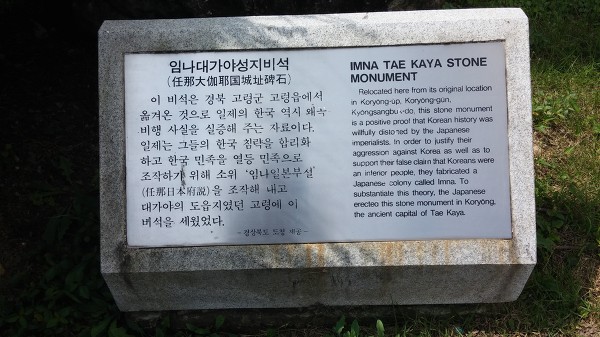 임나대가야성지비석
(任那大伽耶国城址碑石)
이 비석은 경북 고령군 고령읍에서
옮겨온 것으로 일제의 한국 역사 왜곡
비행 사실을 실증해 주는 자료이다.
일제는 그들의 한국 침략을 합리화
하고 한국 민족을 열등 민족으로
조작하기 위해 소위 '임나일본부설'
(任那日本府説)을 조작해 내고
대가야의 도읍지였던 고령에 이
비석을 세웠었다.
IMNA TAE KAYA STONE
MONUMENT
Relocated here from its original location
in Koryŏng-ŭp, Koryŏng-gun,
Kyŏngsangbuk-do, this stone monument
is a positive proof that Korean history was
willfully distorted by the Japanese
imperialists. In order to justify their
aggression against Korea as well as to
support their false claim that Koreans were
an inferior people, they fabricated a
Japanese colony called Imna. To
substantiate this theory, the Japanese
erected this stone monument in Koryŏng,
the ancient capital of Tae Kaya.